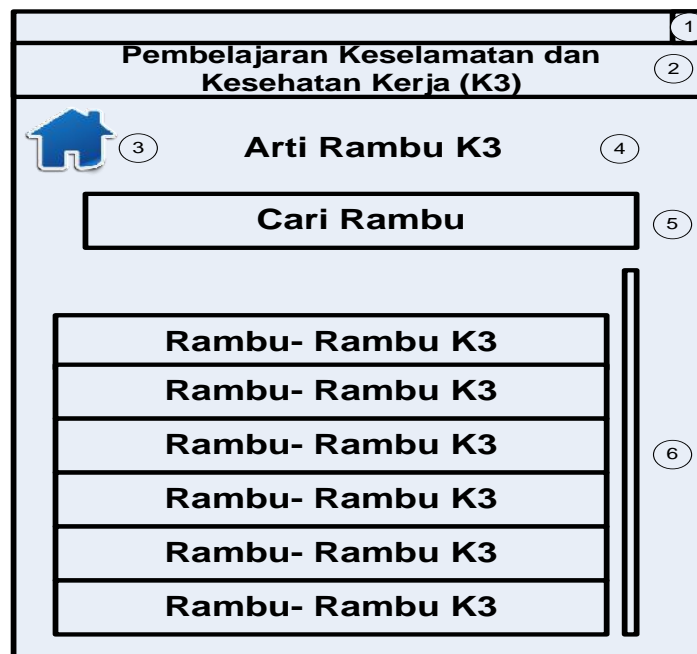 1
Pembelajaran Keselamatan dan
Kesehatan Kerja (K3)
2
3
Arti Rambu K3
4
Cari Rambu
5
Rambu- Rambu K3
Rambu- Rambu K3
Rambu- Rambu K3
6
Rambu- Rambu K3
Rambu- Rambu K3
Rambu- Rambu K3